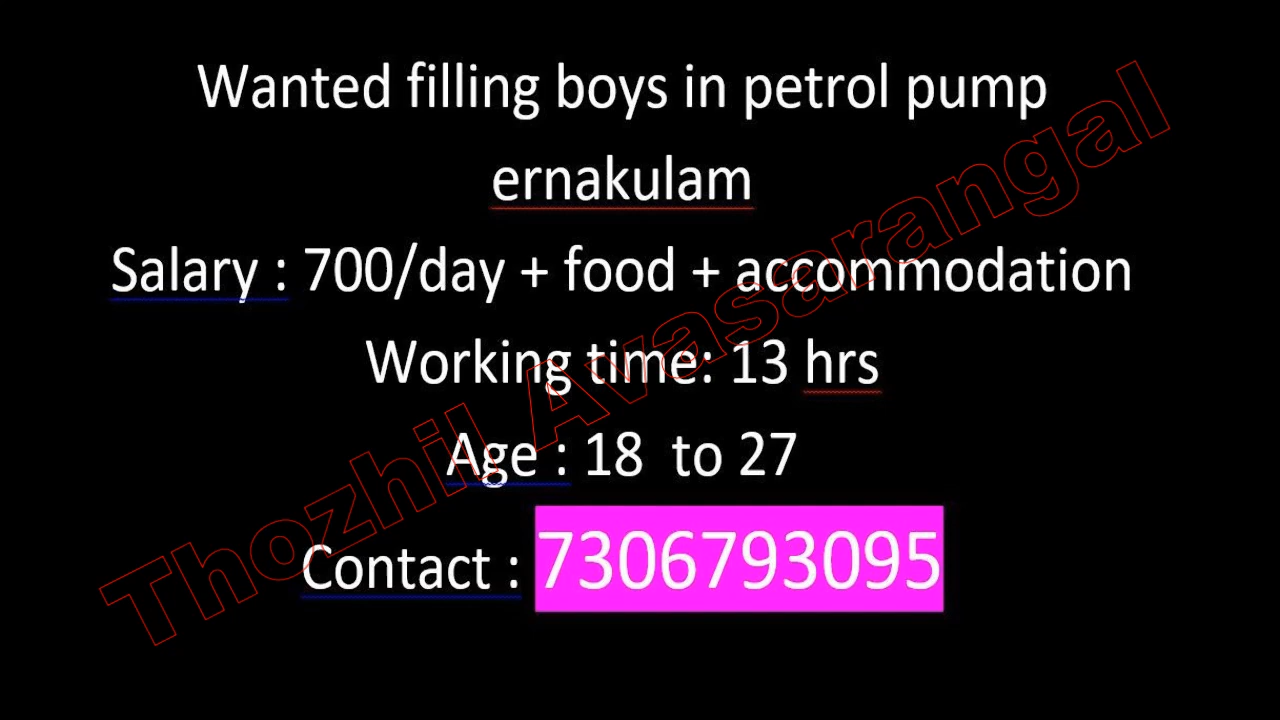 Wanted filling boys in petrol pump
ernakulam
Salary : 700/day + food + accommodation
Working time: 13 hrs
Age : 18 to 27
Contact : 7306793095
Thozhil Avasarangal